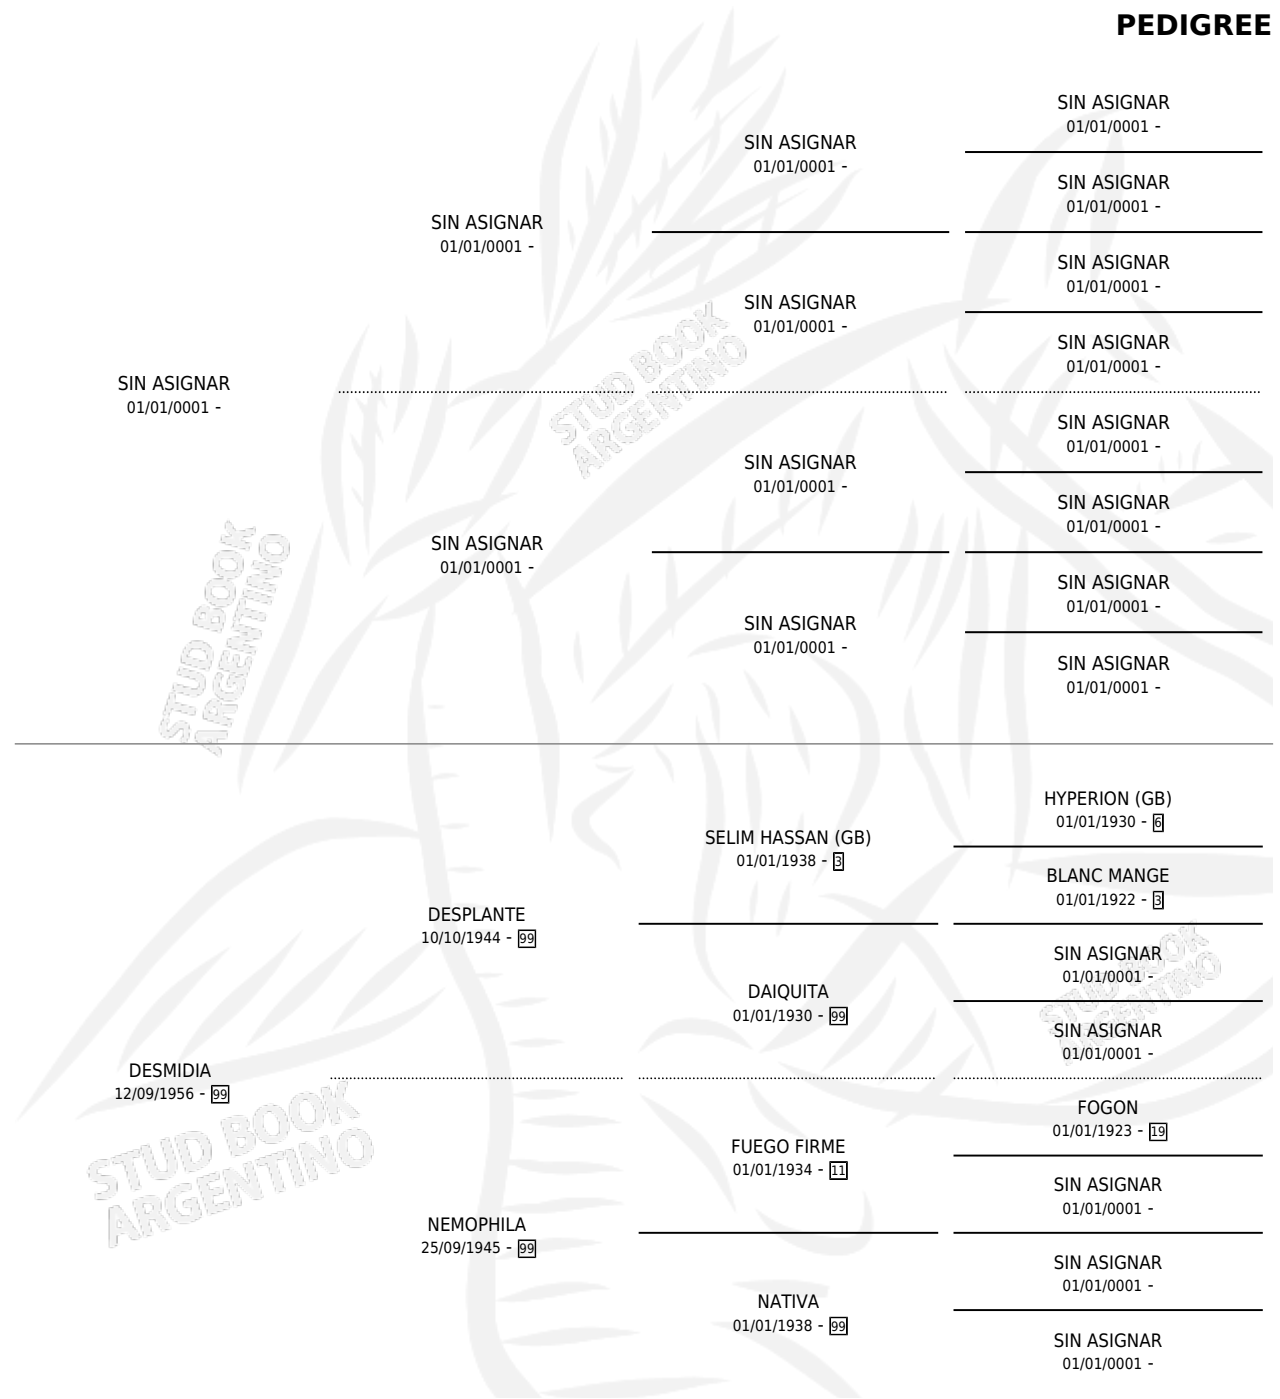 PEDIGREE
SIN ASIGNAR
01/01/0001 -
SIN ASIGNAR
01/01/0001 -
SIN ASIGNAR
01/01/0001 -
SIN ASIGNAR
01/01/0001 -
SIN ASIGNAR
01/01/0001 -
SIN ASIGNAR
01/01/0001 -
SIN ASIGNAR
01/01/0001 -
SIN ASIGNAR
01/01/0001 -
SIN ASIGNAR
01/01/0001 -
SIN ASIGNAR
01/01/0001 -
SIN ASIGNAR
01/01/0001 -
SIN ASIGNAR
01/01/0001 -
SIN ASIGNAR
01/01/0001 -
SIN ASIGNAR
01/01/0001 -
SIN ASIGNAR
01/01/0001 -
STUD BOOK
ARGENTINO
STUD BOOK
ARGENTINO
HYPERION (GB)
01/01/1930 - 6
SELIM HASSAN (GB)
01/01/1938 - 3
BLANC MANGE
01/01/1922 - 3
DESPLANTE
10/10/1944 - 99
SIN ASIGNAR
01/01/0001 -
DAIQUITA
01/01/1930 - 99
SIN ASIGNAR
01/01/0001 -
STUD BOOK
ARGENTINO
DESMIDIA
12/09/1956 - 99
FOGON
01/01/1923 - 19
FUEGO FIRME
01/01/1934 - 11
SIN ASIGNAR
01/01/0001 -
NEMOPHILA
25/09/1945 - 99
SIN ASIGNAR
01/01/0001 -
NATIVA
01/01/1938 - 99
SIN ASIGNAR
01/01/0001 -
STUD BOOK
ARGENTINO